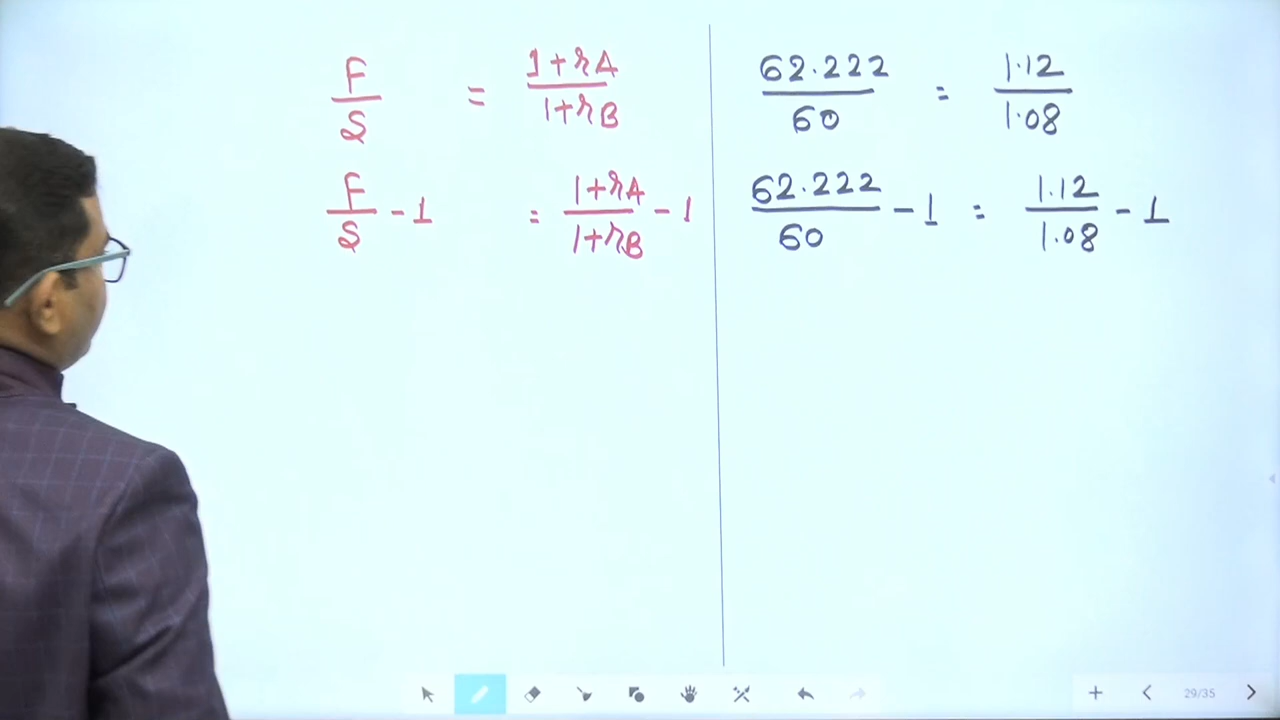 F/S = 1+rA/1+rB
F/S - 1 = 1+rA/1+rB - 1
62.222/60 = 1.12/1.08
62.222/60 - 1 = 1.12/1.08 - 1
29/35